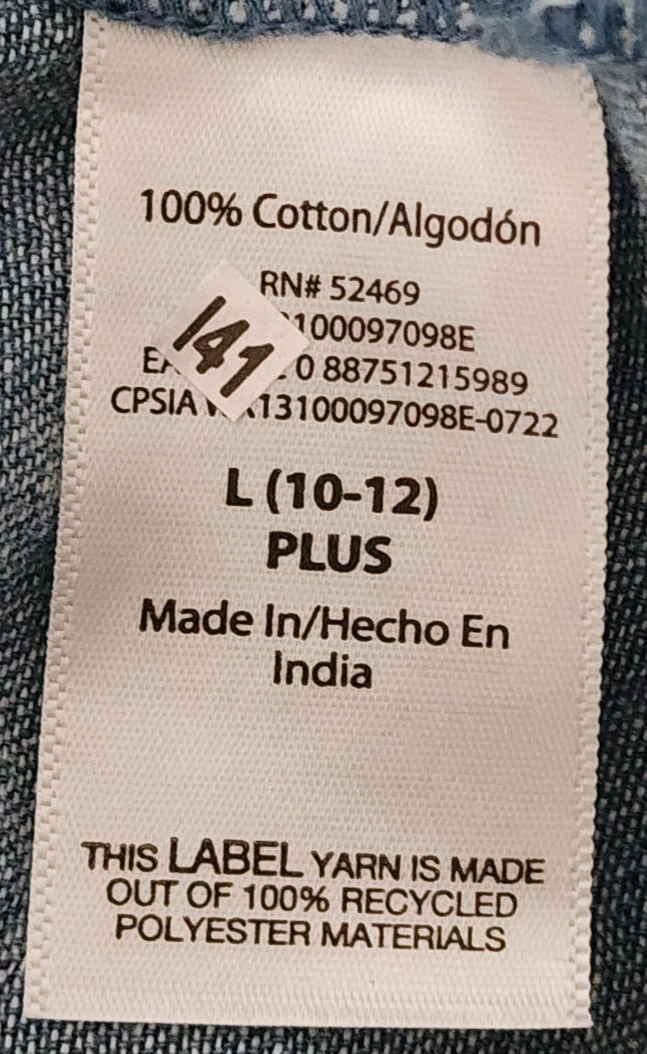 100% Cotton/Algodón
RN# 52469
141
100097098E
0 88751215989
CPSIA 13100097098E-0722
L (10-12)
PLUS
Made In/Hecho En
India
THIS LABEL YARN IS MADE
OUT OF 100% RECYCLED
POLYESTER MATERIALS